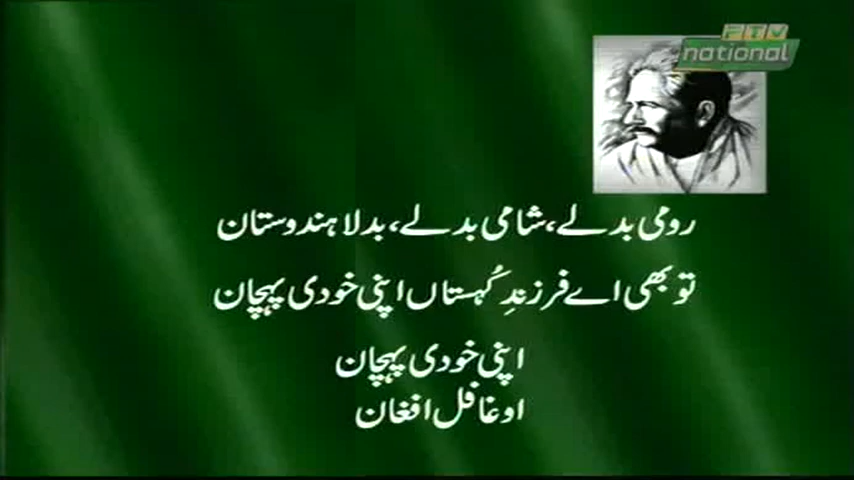 PTV
national
رومی بدلے، شامی بدلے، بدلا ہندوستان
تو بھی اے فرزندِ کُہستاں اپنی خودی پہچان
اپنی خودی پہچان
او غافل افغان